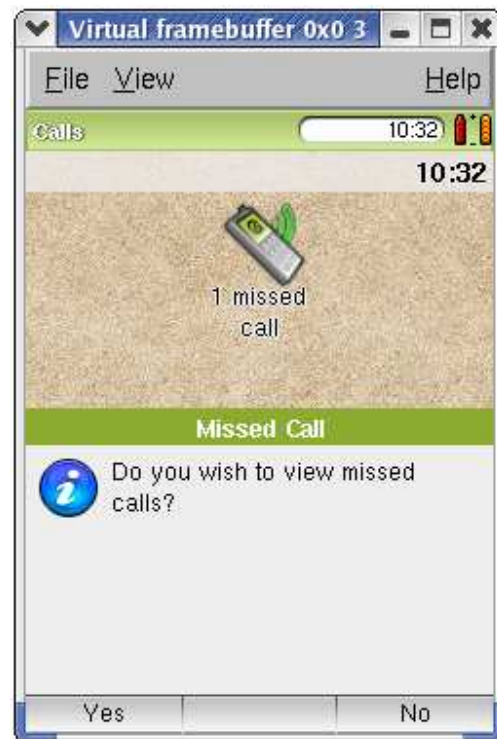 Virtual framebuffer 0x0 3
File View Help
Calls 10:32
10:32
1 missed
call
Missed Call
Do you wish to view missed
calls?
Yes No